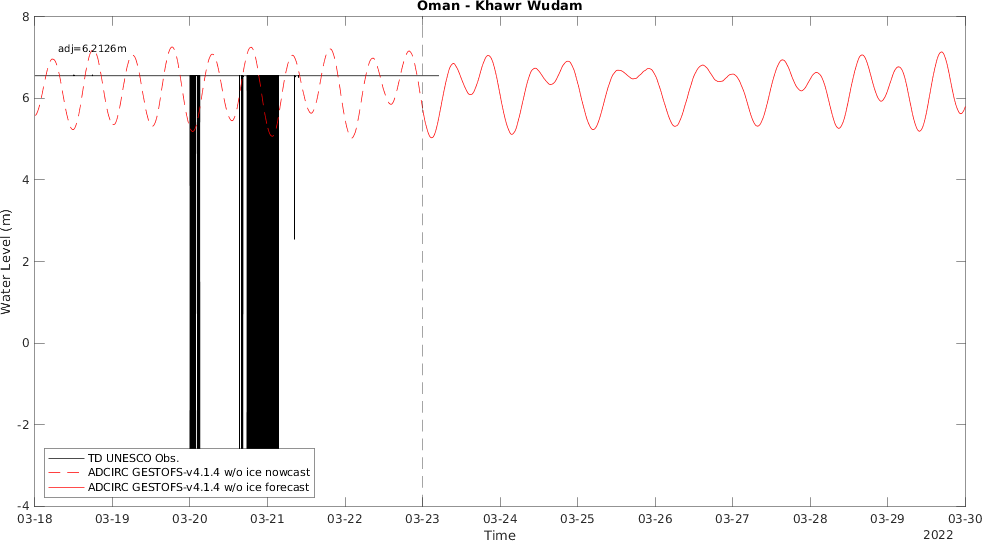 Oman - Khawr Wudam
adj=6.2126m
8
6
4
2
0
-2
-4
Water Level (m)
TD UNESCO Obs.
ADCIRC GESTOFS-v4.1.4 w/o ice nowcast
ADCIRC GESTOFS-v4.1.4 w/o ice forecast
03-18 03-19 03-20 03-21 03-22 03-23 03-24 03-25 03-26 03-27 03-28 03-29 03-30
Time
2022